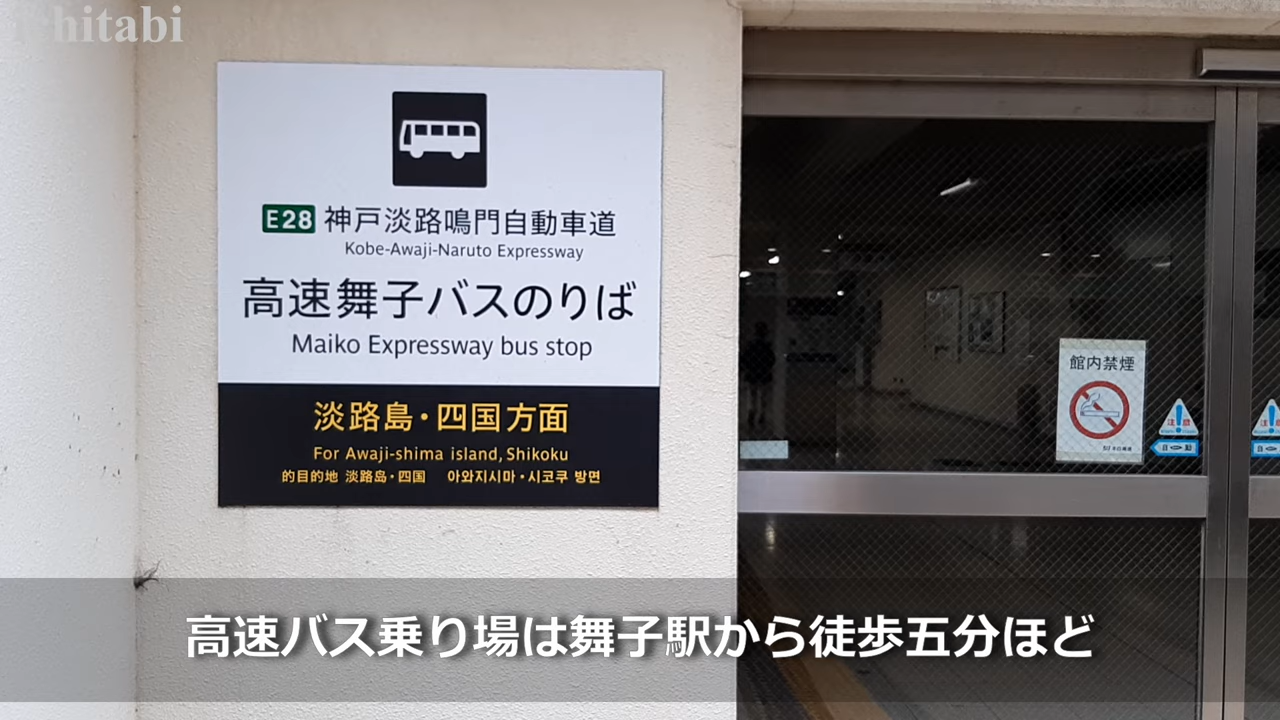 E28 神戸淡路鳴門自動車道
Kobe-Awaji-Naruto Expressway
高速舞子バスのりば
Maiko Expressway bus stop
淡路島・四国方面
For Awaji-shima island, Shikoku
的目的地 淡路岛・四国 아와지시마・시코쿠 방면
館内禁煙
高速バス乗り場は舞子駅から徒歩五分ほど